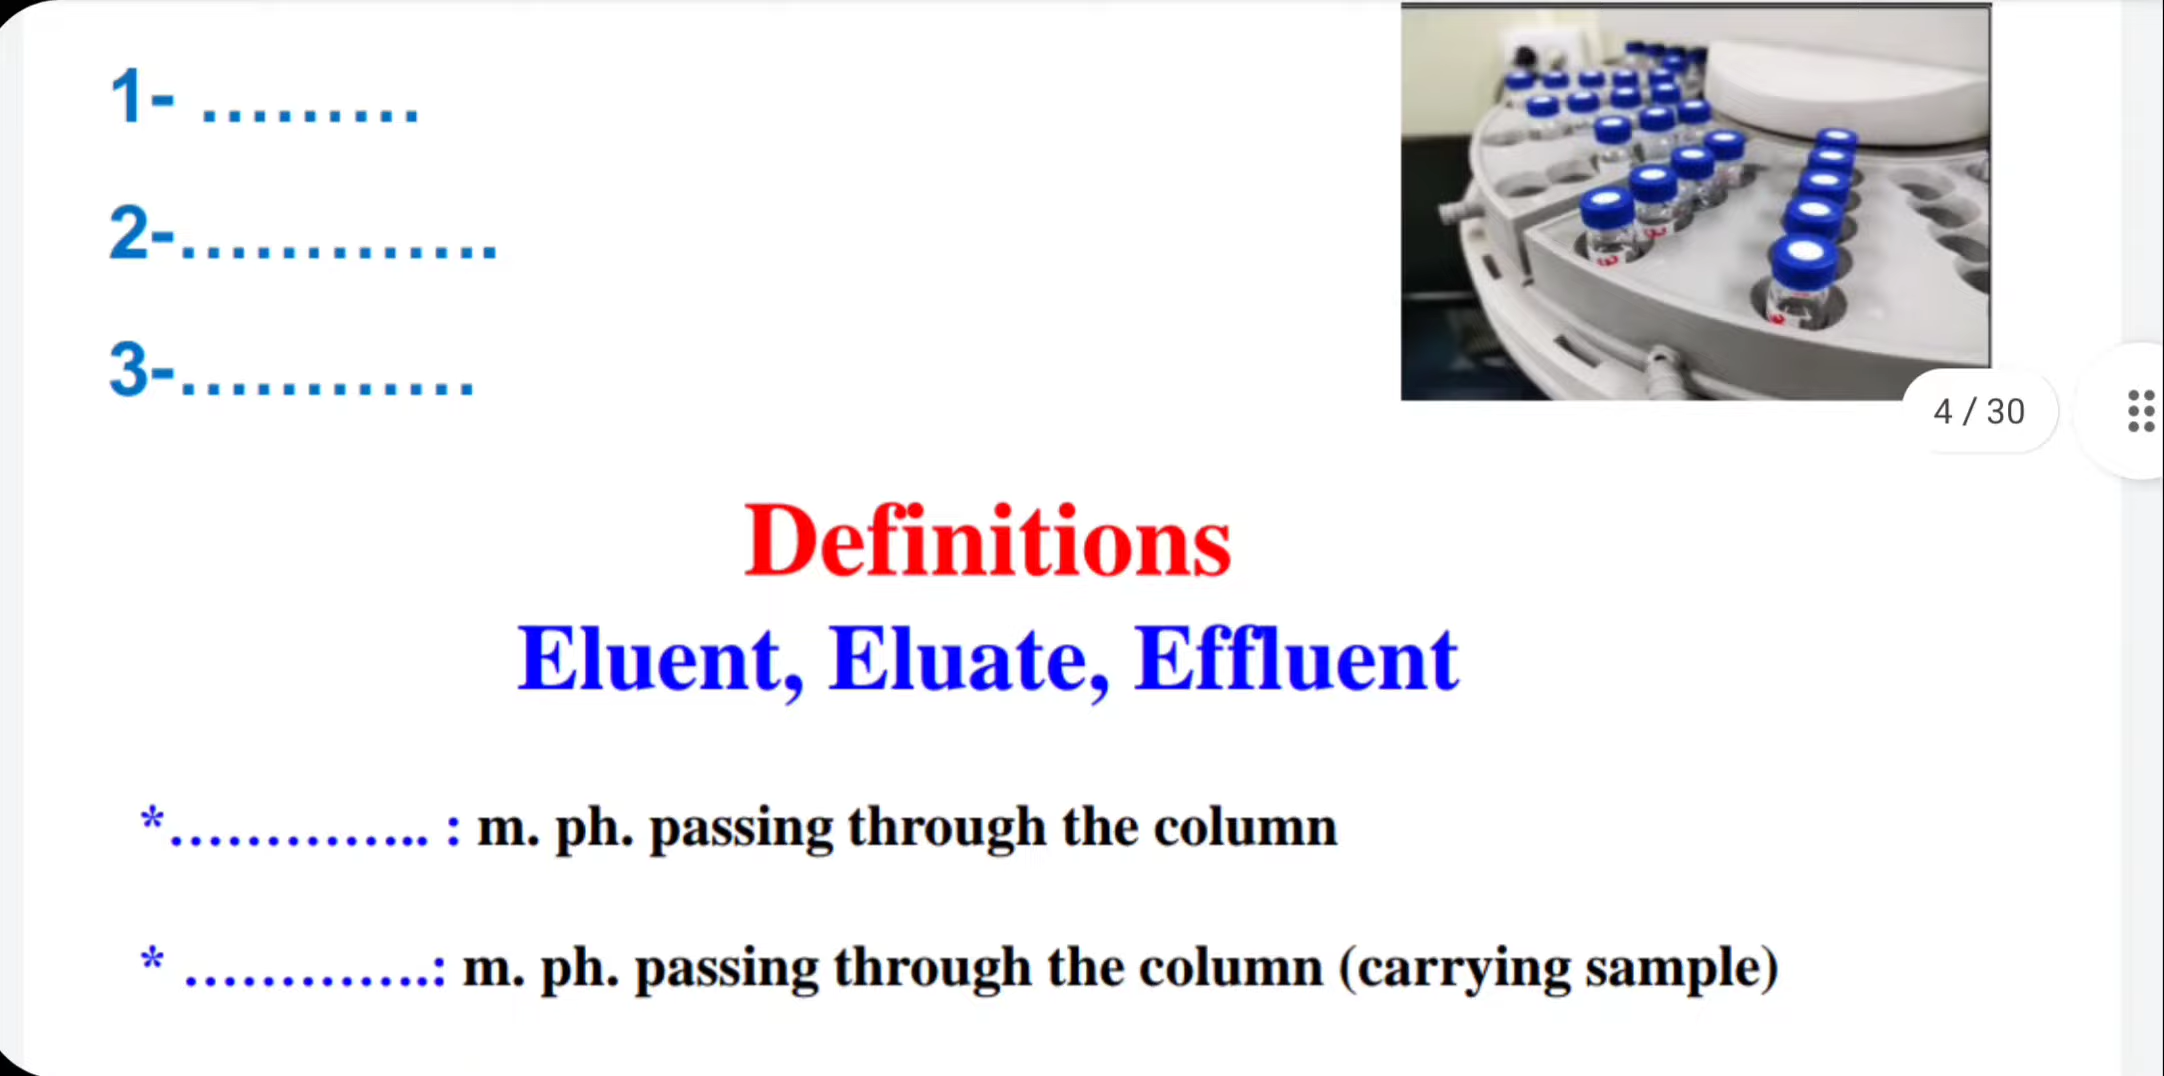 1- .........
2-.............
3-............
4 / 30
Definitions
Eluent, Eluate, Effluent
*………….. : m. ph. passing through the column
* ………….: m. ph. passing through the column (carrying sample)